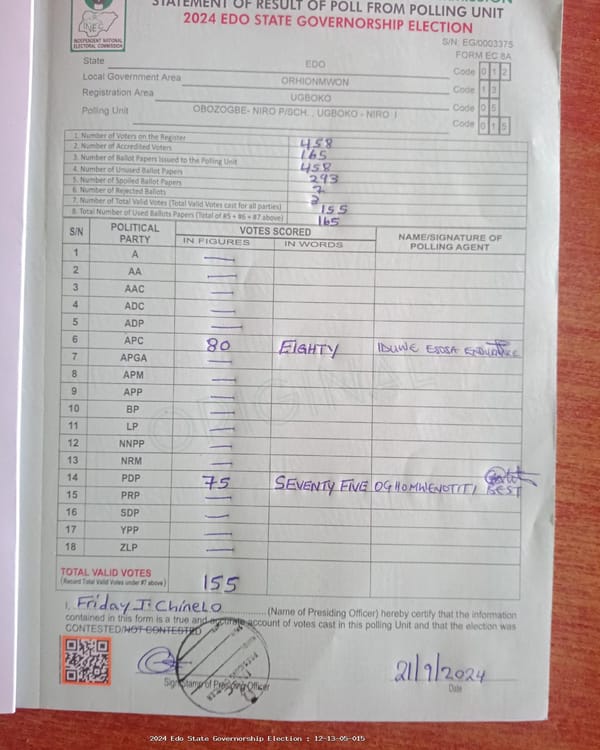 STATEMENT OF RESULT OF POLL FROM POLLING UNIT
2024 EDO STATE GOVERNORSHIP ELECTION
INEC
INDEPENDENT NATIONAL
ELECTORAL COMMISSION
S/N: EG/0003375
FORM EC 8A
State EDO Code 0 1 2
Local Government Area ORHIONMWON Code 1 3
Registration Area UGBOKO Code 0 5
Polling Unit OBOZOGBE- NIRO P/SCH. , UGBOKO - NIRO I Code 0 1 5
1. Number of Voters on the Register 458
2. Number of Accredited Voters 165
3. Number of Ballot Papers Issued to the Polling Unit 458
4. Number of Unused Ballot Papers 293
5. Number of Spoiled Ballot Papers
6. Number of Rejected Ballots
7. Number of Total Valid Votes (Total Valid Votes cast for all parties) 155
8. Total Number of Used Ballots Papers (Total of #5 + #6 + #7 above) 165
S/N POLITICAL PARTY VOTES SCORED NAME/SIGNATURE OF POLLING AGENT
IN FIGURES IN WORDS
1 A —
2 AA —
3 AAC —
4 ADC —
5 ADP —
6 APC 80 EIGHTY IDUWE ESOSA
7 APGA —
8 APM —
9 APP —
10 BP —
11 LP —
12 NNPP —
13 NRM —
14 PDP 75 SEVENTY FIVE OGHOMWENOTITI BEST
15 PRP —
16 SDP —
17 YPP —
18 ZLP —
ORIGINAL
TOTAL VALID VOTES 155
(Record Total Valid Votes under #7 above)
I, Friday J. Chinelo (Name of Presiding Officer) hereby certify that the information
contained in this form is a true and accurate account of votes cast in this polling Unit and that the election was
CONTESTED/NOT CONTESTED
Sign/Stamp of Presiding Officer
21/9/2024
Date
2024 Edo State Governorship Election : 12-13-05-015